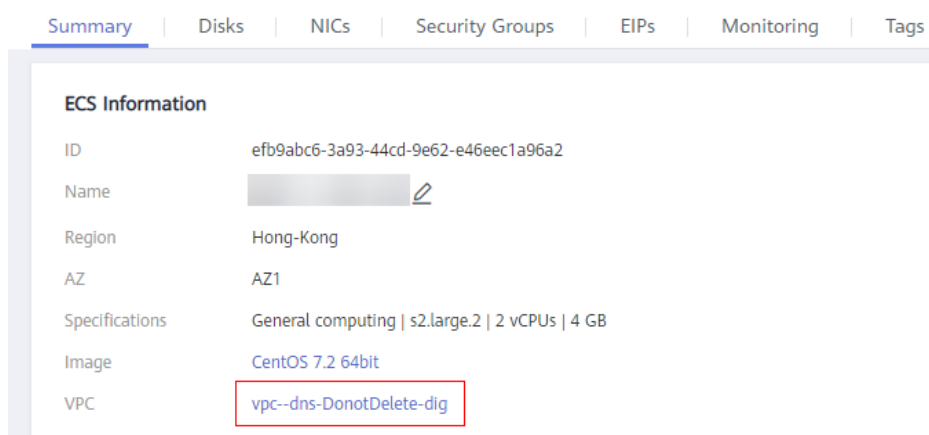 Summary Disks NICs Security Groups EIPs Monitoring Tags
ECS Information
ID efb9abc6-3a93-44cd-9e62-e46eec1a96a2
Name
Region Hong-Kong
AZ AZ1
Specifications General computing | s2.large.2 | 2 vCPUs | 4 GB
Image CentOS 7.2 64bit
VPC vpc--dns-DonotDelete-dig